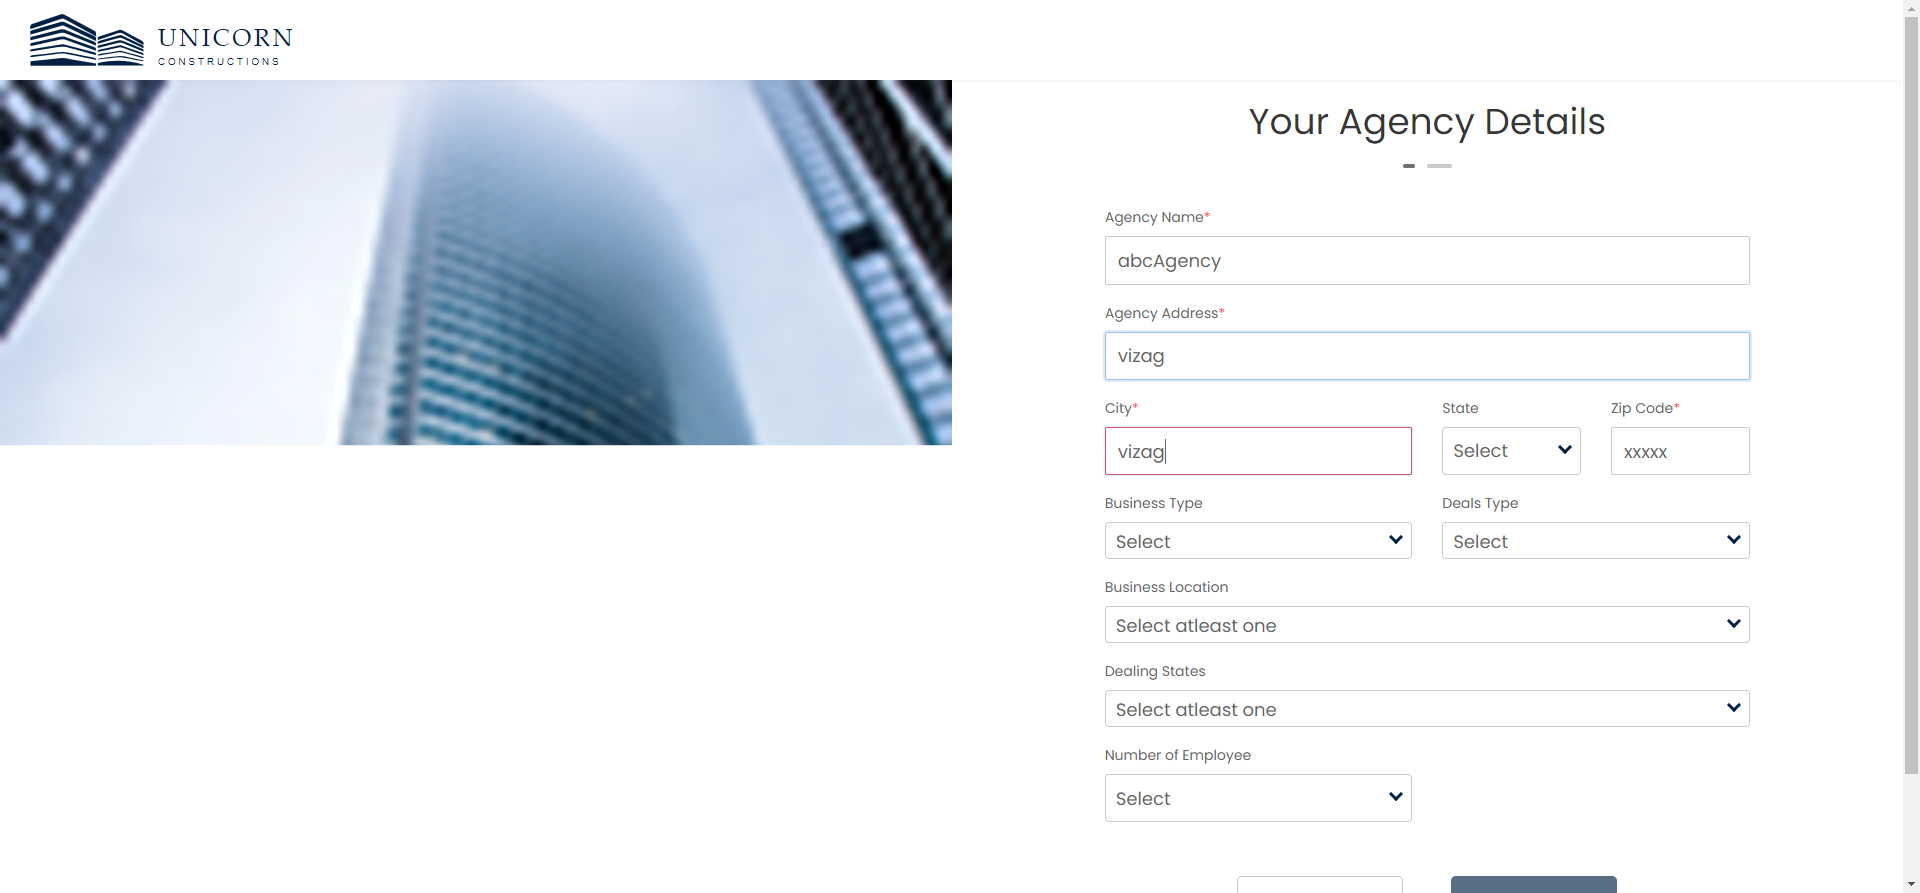 UNICORN
CONSTRUCTIONS
Your Agency Details
Agency Name*
abcAgency
Agency Address*
vizag
City* State Zip Code*
vizag Select xxxxx
Business Type Deals Type
Select Select
Business Location
Select atleast one
Dealing States
Select atleast one
Number of Employee
Select